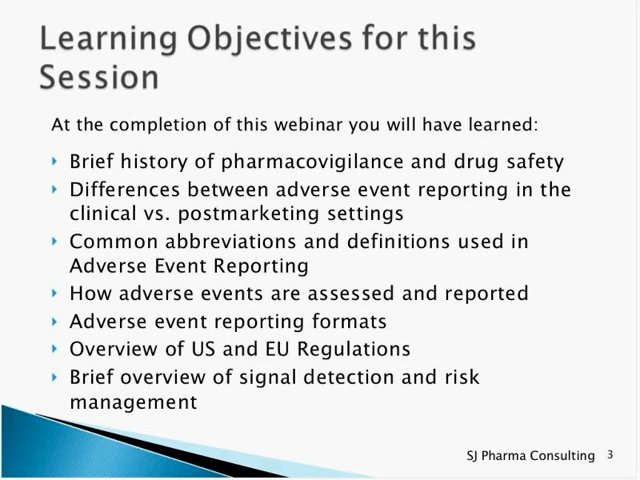 Learning Objectives for this
Session
At the completion of this webinar you will have learned:
Brief history of pharmacovigilance and drug safety
Differences between adverse event reporting in the
clinical vs. postmarketing settings
Common abbreviations and definitions used in
Adverse Event Reporting
How adverse events are assessed and reported
Adverse event reporting formats
Overview of US and EU Regulations
Brief overview of signal detection and risk
management
SJ Pharma Consulting 3